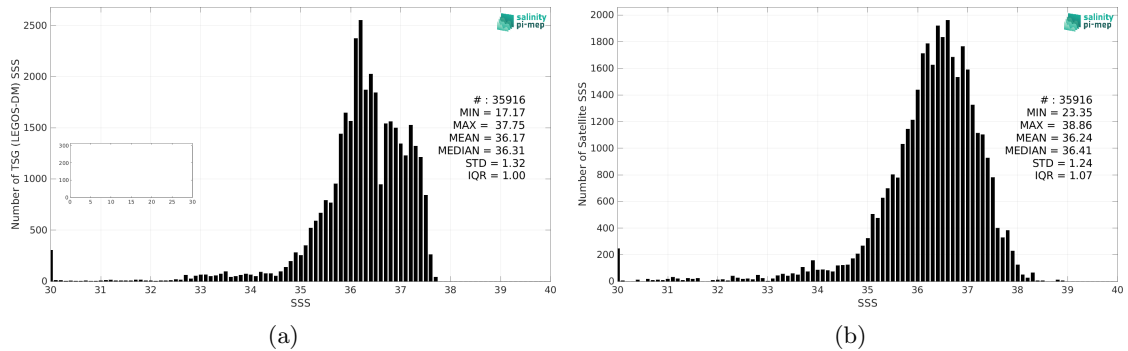 2500
2000
1500
1000
500
0
30
31
32
33
34
35
36
37
38
39
40
SSS
Number of TSG (LEGOS-DM) SSS
salinity
pi-mep
# : 35916
MIN = 17.17
MAX = 37.75
MEAN = 36.17
MEDIAN = 36.31
STD = 1.32
IQR = 1.00
300
200
100
0
0
5
10
15
20
25
30
(a)
2000
1800
1600
1400
1200
1000
800
600
400
200
0
30
31
32
33
34
35
36
37
38
39
40
SSS
Number of Satellite SSS
salinity
pi-mep
# : 35916
MIN = 23.35
MAX = 38.86
MEAN = 36.24
MEDIAN = 36.41
STD = 1.24
IQR = 1.07
(b)